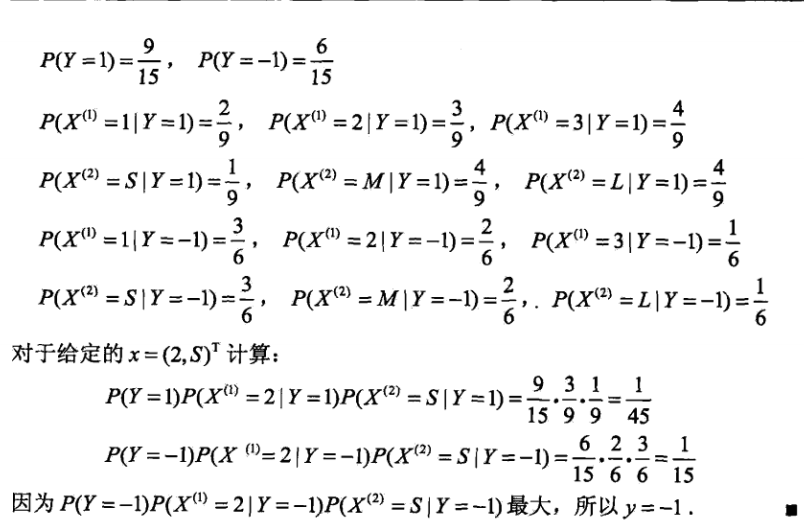 P(Y=1)=9/15, P(Y=-1)=6/15
P(X⁽¹⁾=1|Y=1)=2/9, P(X⁽¹⁾=2|Y=1)=3/9, P(X⁽¹⁾=3|Y=1)=4/9
P(X⁽²⁾=S|Y=1)=1/9, P(X⁽²⁾=M|Y=1)=4/9, P(X⁽²⁾=L|Y=1)=4/9
P(X⁽¹⁾=1|Y=-1)=3/6, P(X⁽¹⁾=2|Y=-1)=2/6, P(X⁽¹⁾=3|Y=-1)=1/6
P(X⁽²⁾=S|Y=-1)=3/6, P(X⁽²⁾=M|Y=-1)=2/6,. P(X⁽²⁾=L|Y=-1)=1/6
对于给定的 x=(2,S)ᵀ 计算:
P(Y=1)P(X⁽¹⁾=2|Y=1)P(X⁽²⁾=S|Y=1)=9/15·3/9·1/9=1/45
P(Y=-1)P(X⁽¹⁾=2|Y=-1)P(X⁽²⁾=S|Y=-1)=6/15·2/6·3/6=1/15
因为 P(Y=-1)P(X⁽¹⁾=2|Y=-1)P(X⁽²⁾=S|Y=-1) 最大，所以 y=-1. ■